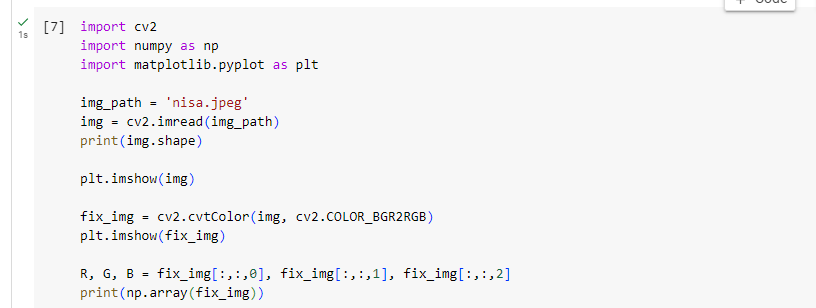 Code
[7] import cv2
1s import numpy as np
import matplotlib.pyplot as plt
img_path = 'nisa.jpeg'
img = cv2.imread(img_path)
print(img.shape)
plt.imshow(img)
fix_img = cv2.cvtColor(img, cv2.COLOR_BGR2RGB)
plt.imshow(fix_img)
R, G, B = fix_img[:,:,0], fix_img[:,:,1], fix_img[:,:,2]
print(np.array(fix_img))